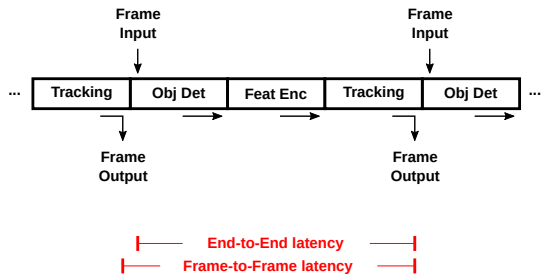 Frame Input
Frame Input
... Tracking Obj Det Feat Enc Tracking Obj Det ...
Frame Output
Frame Output
End-to-End latency
Frame-to-Frame latency